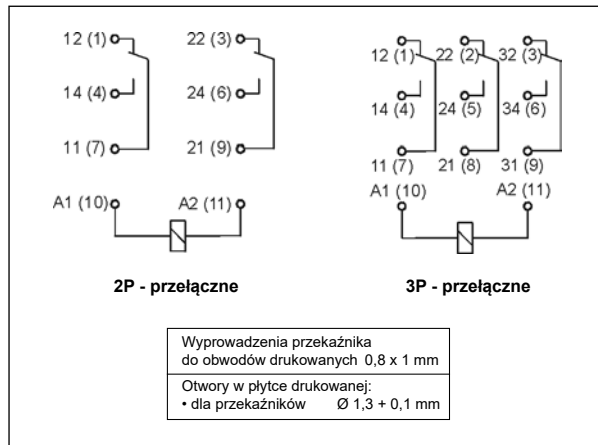 12 (1) 22 (3)
14 (4) 24 (6)
11 (7) 21 (9)
A1 (10) A2 (11)
2P - przełączne
12 (1) 22 (2) 32 (3)
14 (4) 24 (5) 34 (6)
11 (7) 21 (8) 31 (9)
A1 (10) A2 (11)
3P - przełączne
Wyprowadzenia przekaźnika
do obwodów drukowanych 0,8 x 1 mm
Otwory w płytce drukowanej:
• dla przekaźników Ø 1,3 + 0,1 mm